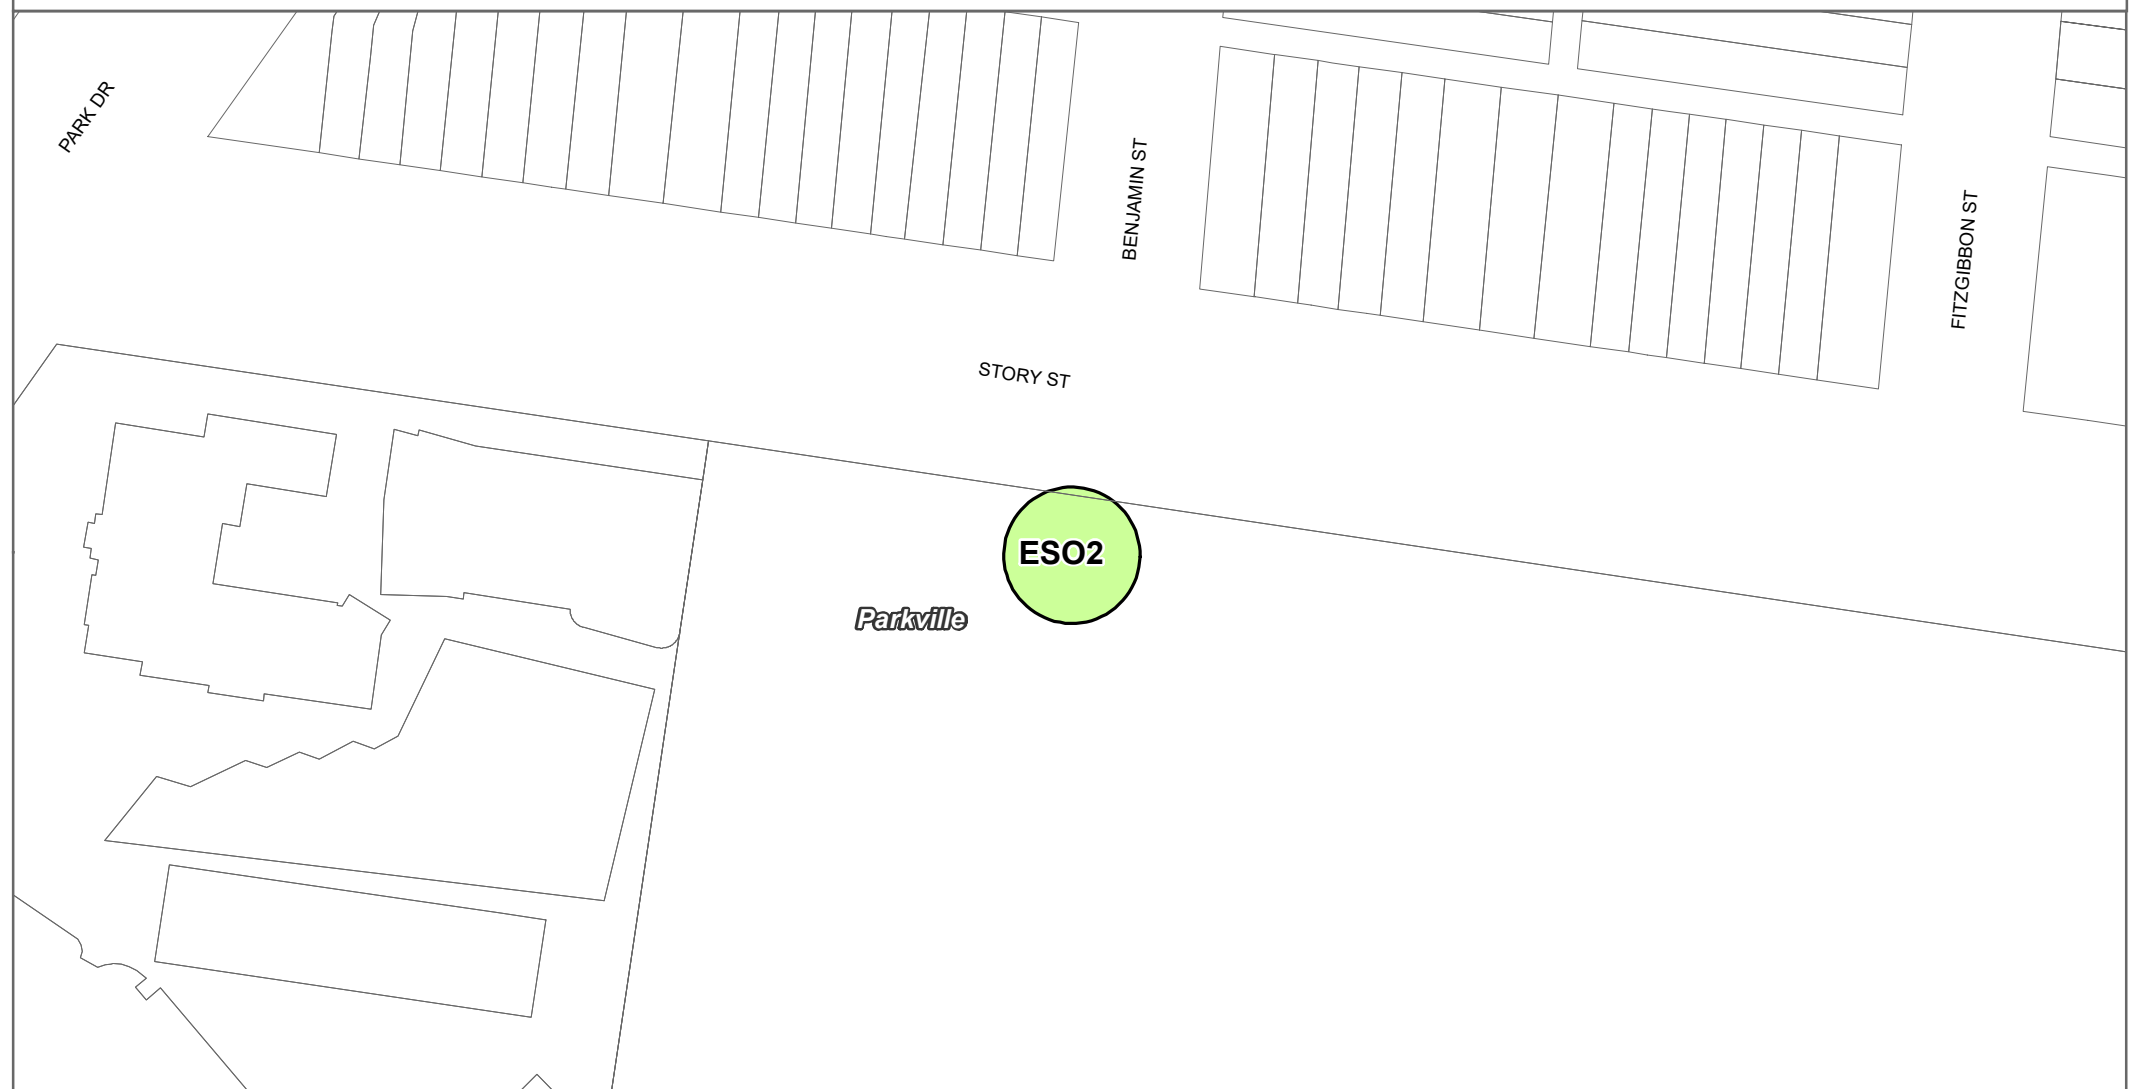 PARK DR
BENJAMIN ST
FITZGIBBON ST
STORY ST
ESO2
Parkville